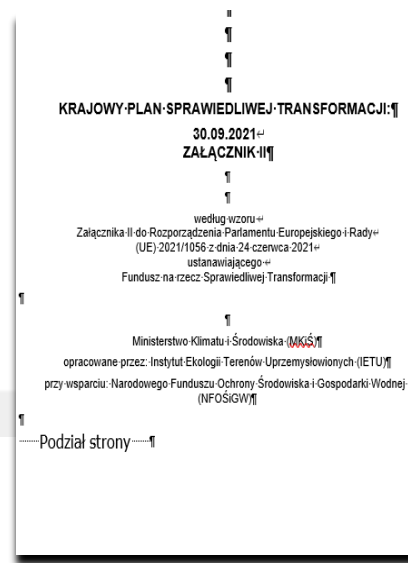 KRAJOWY PLAN SPRAWIEDLIWEJ TRANSFORMACJI:¶
30.09.2021↵
ZAŁĄCZNIK II¶
według wzoru↵
Załącznika II do Rozporządzenia Parlamentu Europejskiego i Rady↵
(UE) 2021/1056 z dnia 24 czerwca 2021↵
ustanawiającego↵
Fundusz na rzecz Sprawiedliwej Transformacji¶
Ministerstwo Klimatu i Środowiska (MKiŚ)¶
opracowane przez: Instytut Ekologii Terenów Uprzemysłowionych (IETU)¶
przy wsparciu: Narodowego Funduszu Ochrony Środowiska i Gospodarki Wodnej
(NFOŚiGW)¶
Podział strony¶